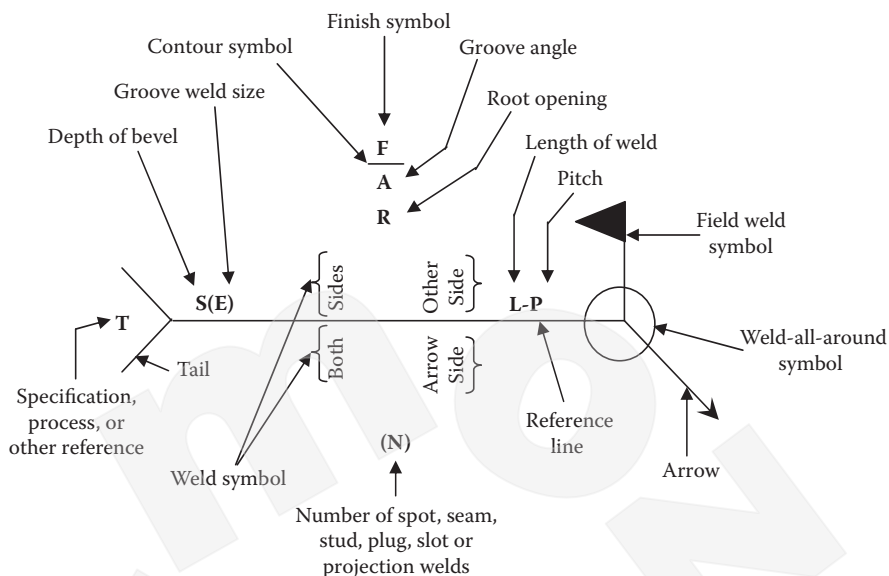 Finish symbol
Contour symbol
Groove angle
Groove weld size
Root opening
Depth of bevel
Length of weld
Pitch
F
A
R
Field weld
symbol
S(E)
Sides
Other
Side
L-P
T
Both
Arrow
Side
Weld-all-around
symbol
Tail
Specification,
process, or
other reference
Reference
line
(N)
Arrow
Weld symbol
Number of spot, seam,
stud, plug, slot or
projection welds